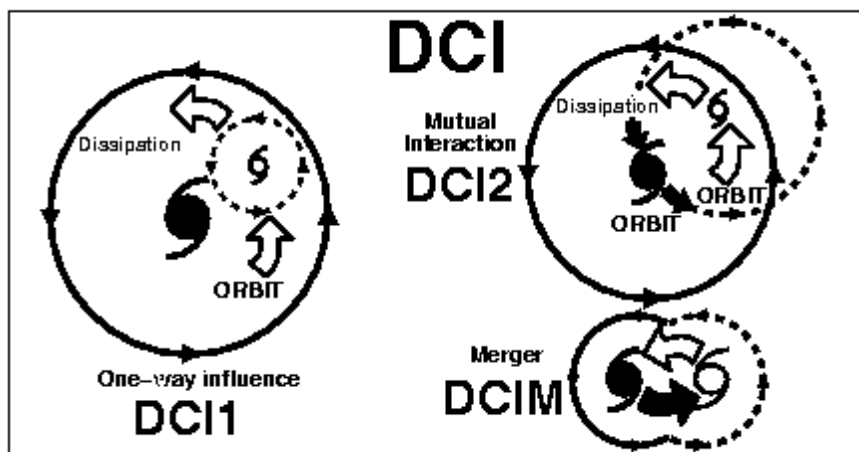 DCI
Dissipation
ORBIT
One-way influence
DCI1
Dissipation
Mutual
Interaction
DCI2
ORBIT
ORBIT
Merger
DCIM